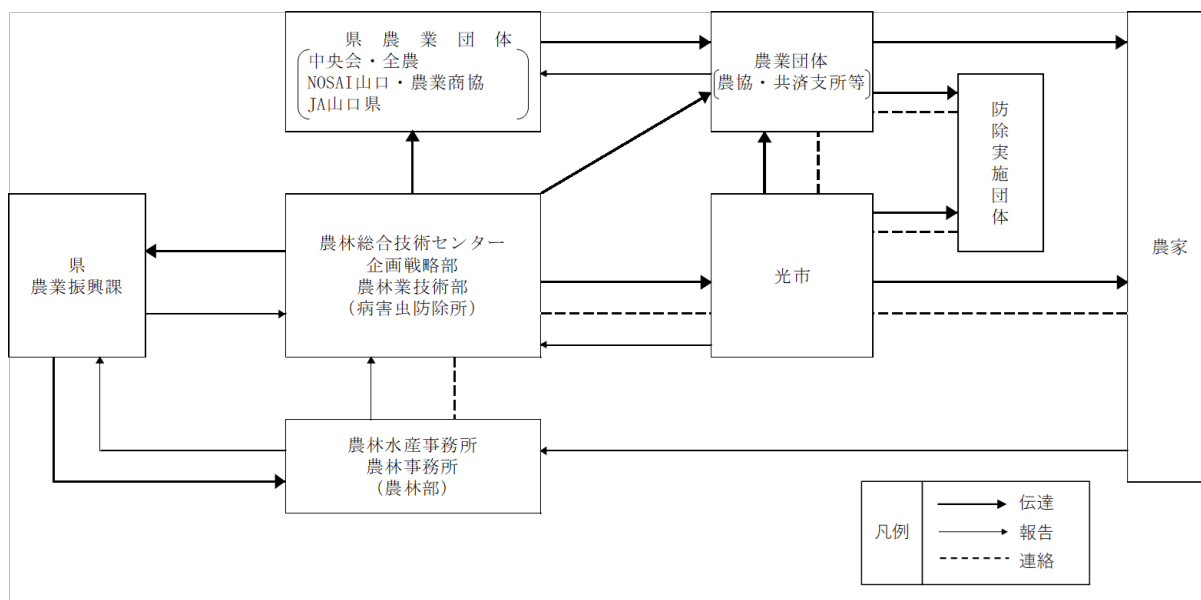 県農業団体
中央会・全農
NOSAI山口・農業商協
JA山口県
農業団体
農協・共済支所等
防除実施団体
農家
県
農業振興課
農林総合技術センター
企画戦略部
農林業技術部
(病害虫防除所)
光市
農林水産事務所
農林事務所
(農林部)
凡例
伝達
報告
連絡